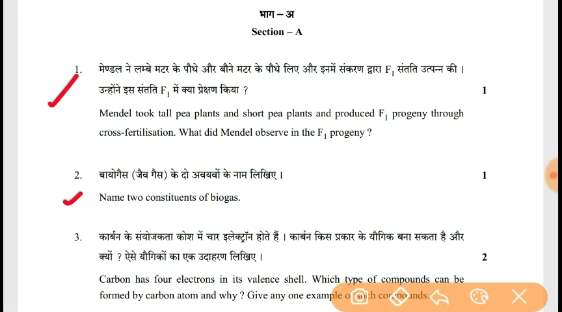 भाग – अ
Section – A
1. मेण्डल ने लम्बे मटर के पौधे और बौने मटर के पौधे लिए और इनमें संकरण द्वारा F₁ संतति उत्पन्न की ।
उन्होंने इस संतति F₁ में क्या प्रेक्षण किया ? 1
Mendel took tall pea plants and short pea plants and produced F₁ progeny through
cross-fertilisation. What did Mendel observe in the F₁ progeny ?
2. बायोगैस (जैव गैस) के दो अवयवों के नाम लिखिए । 1
Name two constituents of biogas.
3. कार्बन के संयोजकता कोश में चार इलेक्ट्रॉन होते हैं । कार्बन किस प्रकार के यौगिक बना सकता है और
क्यों ? ऐसे यौगिकों का एक उदाहरण लिखिए । 2
Carbon has four electrons in its valence shell. Which type of compounds can be
formed by carbon atom and why ? Give any one example of such compounds.